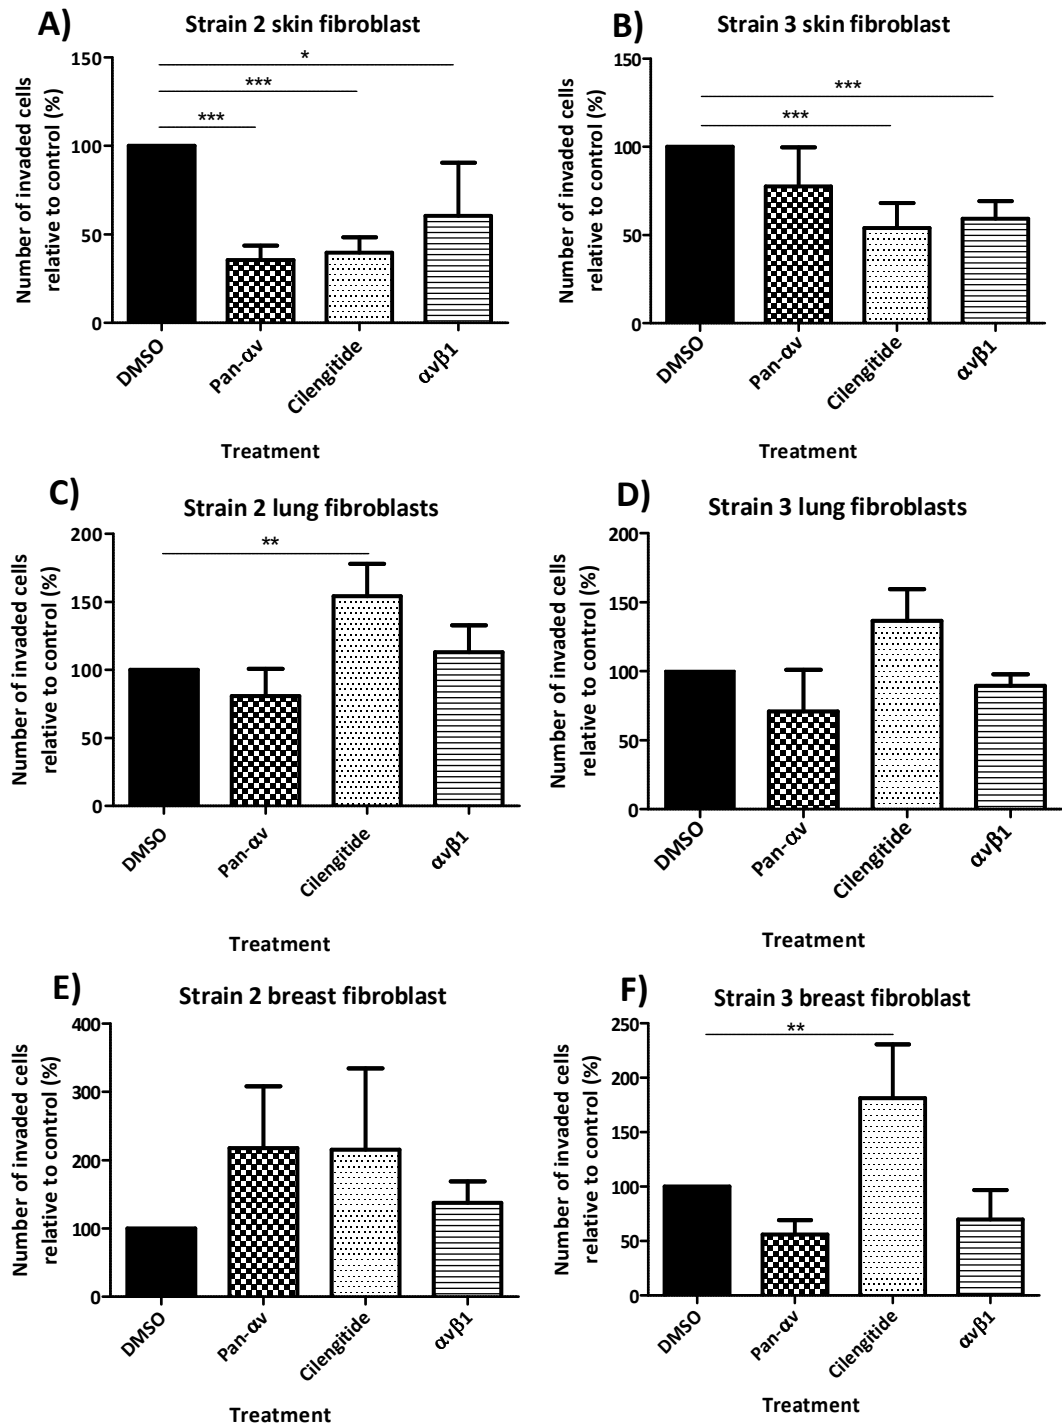 A)
Strain 2 skin fibroblast
Number of invaded cells
relative to control (%)
150
100
50
0
*
***
***
DMSO
Pan-αv
Cilengitide
αvβ1
Treatment
B)
Strain 3 skin fibroblast
Number of invaded cells
relative to control (%)
150
100
50
0
***
***
DMSO
Pan-αv
Cilengitide
αvβ1
Treatment
C)
Strain 2 lung fibroblasts
Number of invaded cells
relative to control (%)
200
150
100
50
0
**
DMSO
Pan-αv
Cilengitide
αvβ1
Treatment
D)
Strain 3 lung fibroblasts
Number of invaded cells
relative to control (%)
200
150
100
50
0
DMSO
Pan-αv
Cilengitide
αvβ1
Treatment
E)
Strain 2 breast fibroblast
Number of invaded cells
relative to control (%)
400
300
200
100
0
DMSO
Pan-αv
Cilengitide
αvβ1
Treatment
F)
Strain 3 breast fibroblast
Number of invaded cells
relative to control (%)
250
200
150
100
50
0
**
DMSO
Pan-αv
Cilengitide
αvβ1
Treatment